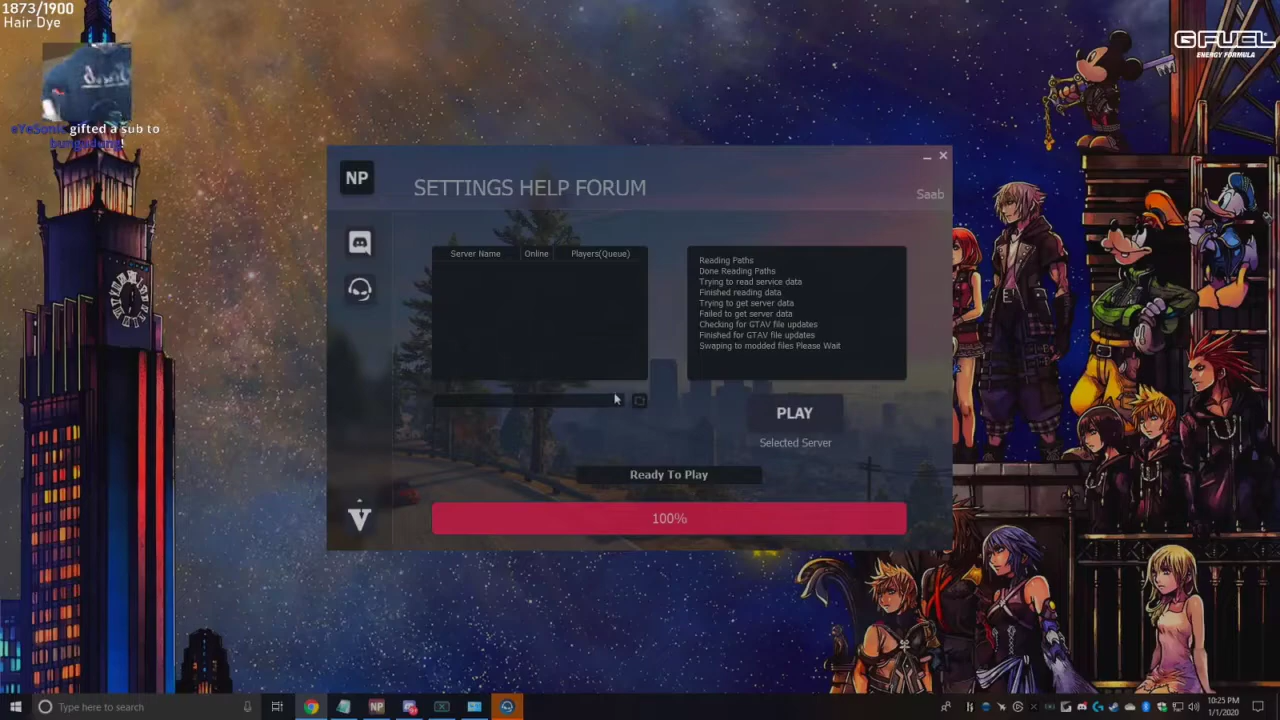 1873/1900
Hair Dye
GFUEL
ENERGY FORMULA
eYeSonic gifted a sub to
!
NP
SETTINGS HELP FORUM
Saab
Server Name Online Players(Queue)
Reading Paths
Done Reading Paths
Trying to read service data
Finished reading data
Trying to get server data
Failed to get server data
Checking for GTAV file updates
Finished for GTAV file updates
Swaping to modded files Please Wait
PLAY
Selected Server
Ready To Play
V
100%
Type here to search
NP
10:25 PM
1/1/2020